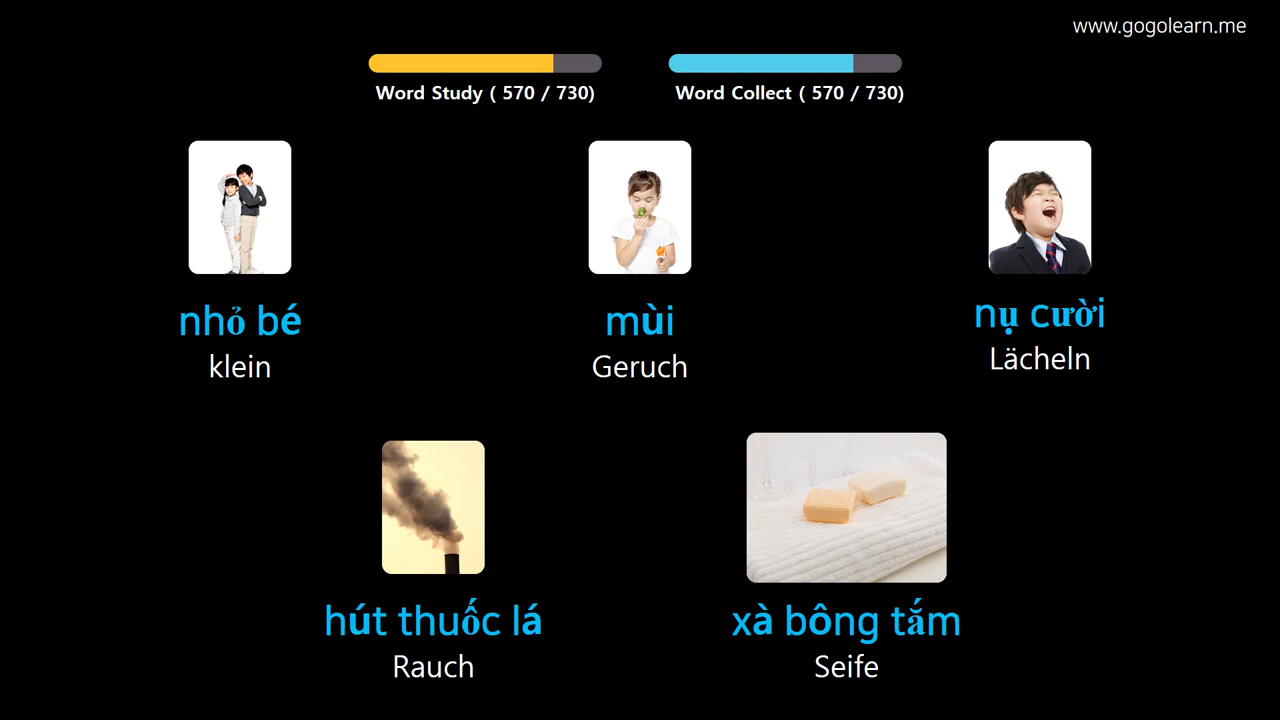 www.gogolearn.me
Word Study ( 570 / 730)
Word Collect ( 570 / 730)
nhỏ bé
klein
mùi
Geruch
nụ cười
Lächeln
hút thuốc lá
Rauch
xà bông tắm
Seife